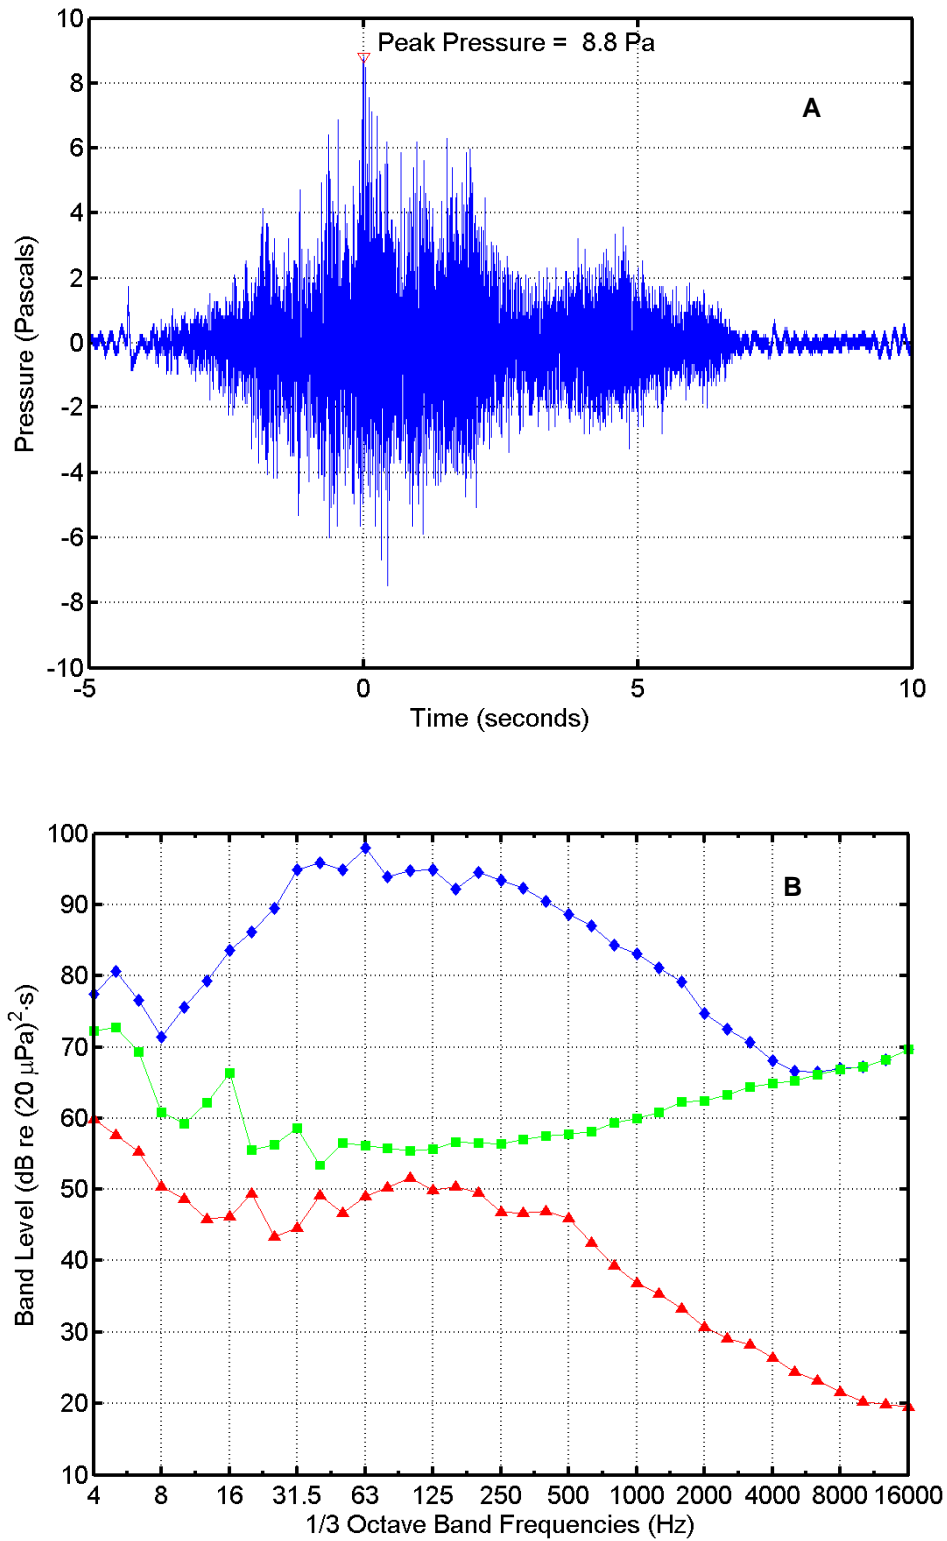 10
Peak Pressure = 8.8 Pa
8
A
6
4
2
0
-2
-4
-6
-8
-10
Pressure (Pascals)
-5 0 5 10
Time (seconds)
100
B
90
80
70
60
50
40
30
20
10
Band Level (dB re (20 µPa)²·s)
4 8 16 31.5 63 125 250 500 1000 2000 4000 8000 16000
1/3 Octave Band Frequencies (Hz)